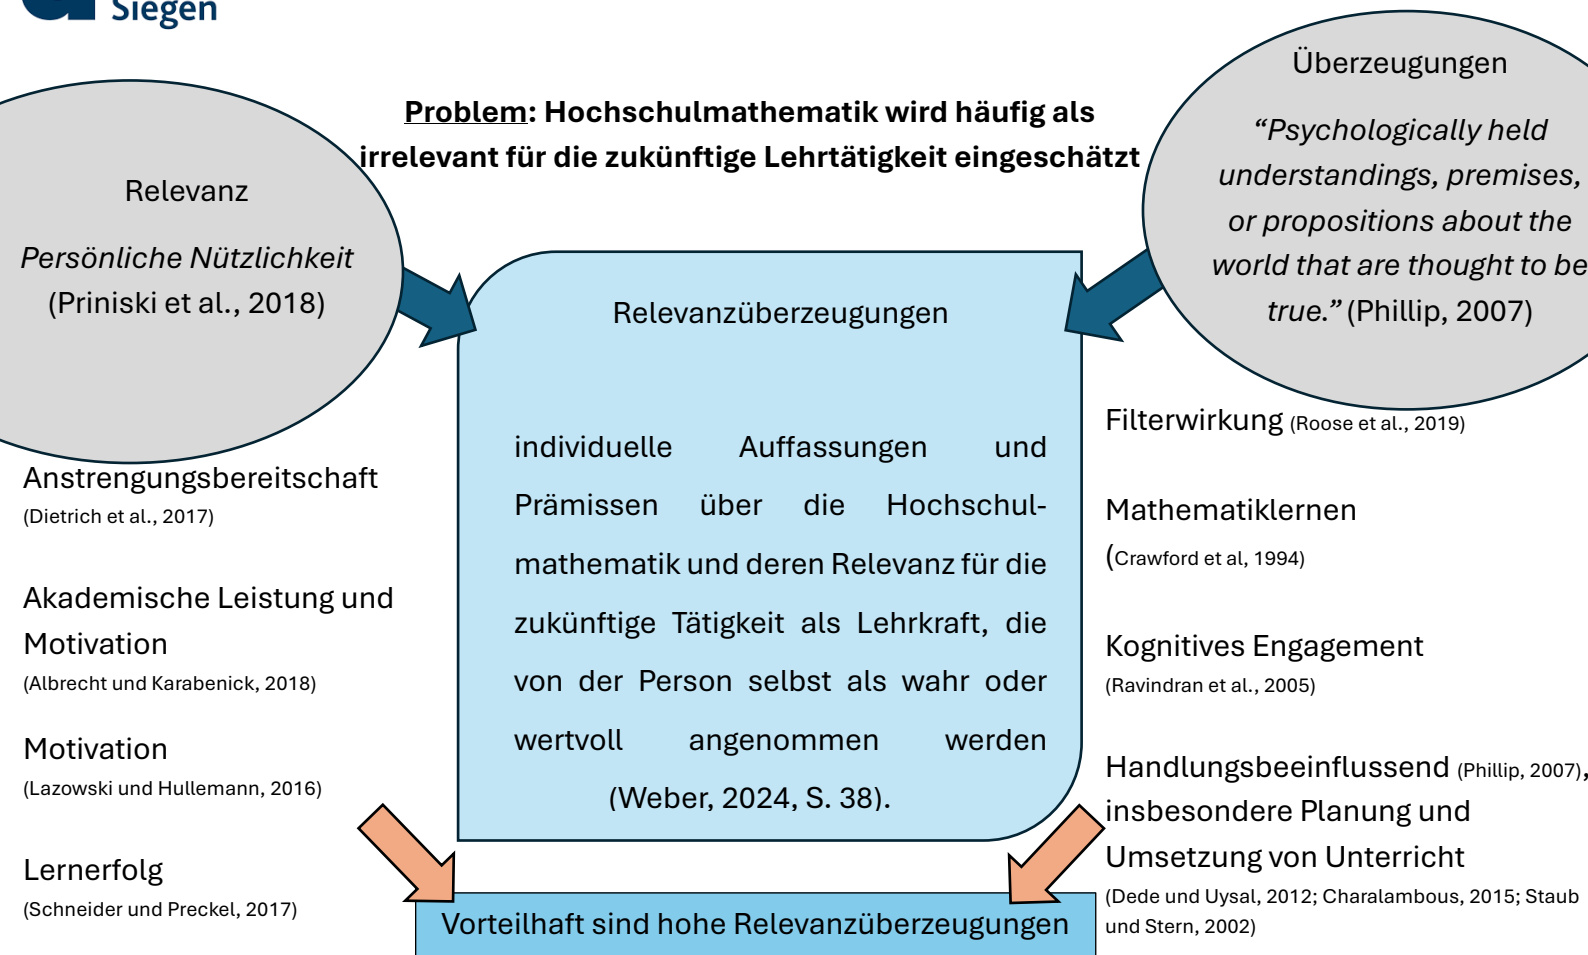 Siegen
Problem: Hochschulmathematik wird häufig als
irrelevant für die zukünftige Lehrtätigkeit eingeschätzt
Relevanz
Persönliche Nützlichkeit
(Priniski et al., 2018)
Überzeugungen
“Psychologically held
understandings, premises,
or propositions about the
world that are thought to be
true.” (Phillip, 2007)
Relevanzüberzeugungen
individuelle Auffassungen und
Prämissen über die Hochschul-
mathematik und deren Relevanz für die
zukünftige Tätigkeit als Lehrkraft, die
von der Person selbst als wahr oder
wertvoll angenommen werden
(Weber, 2024, S. 38).
Anstrengungsbereitschaft
(Dietrich et al., 2017)
Akademische Leistung und
Motivation
(Albrecht und Karabenick, 2018)
Motivation
(Lazowski und Hullemann, 2016)
Lernerfolg
(Schneider und Preckel, 2017)
Filterwirkung (Roose et al., 2019)
Mathematiklernen
(Crawford et al, 1994)
Kognitives Engagement
(Ravindran et al., 2005)
Handlungsbeeinflussend (Phillip, 2007),
insbesondere Planung und
Umsetzung von Unterricht
(Dede und Uysal, 2012; Charalambous, 2015; Staub
und Stern, 2002)
Vorteilhaft sind hohe Relevanzüberzeugungen